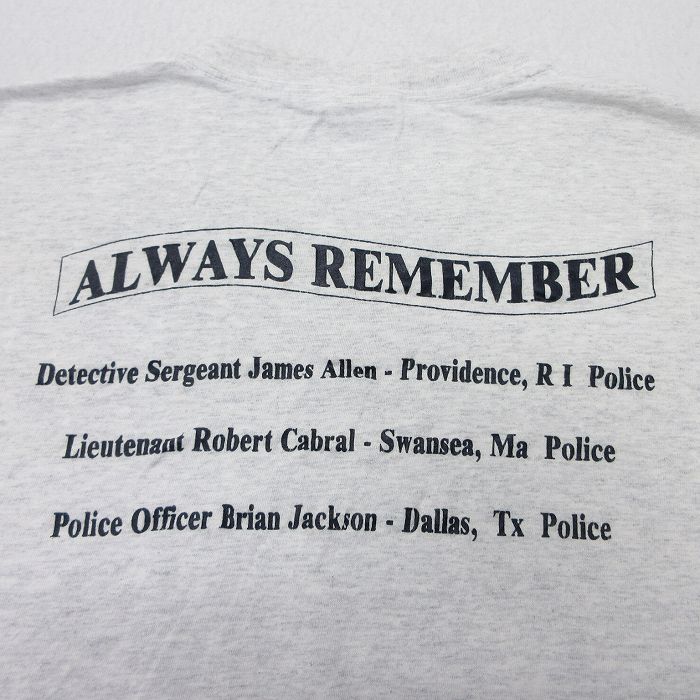 ALWAYS REMEMBER
Detective Sergeant James Allen - Providence, R I Police
Lieutenant Robert Cabral - Swansea, Ma Police
Police Officer Brian Jackson - Dallas, Tx Police